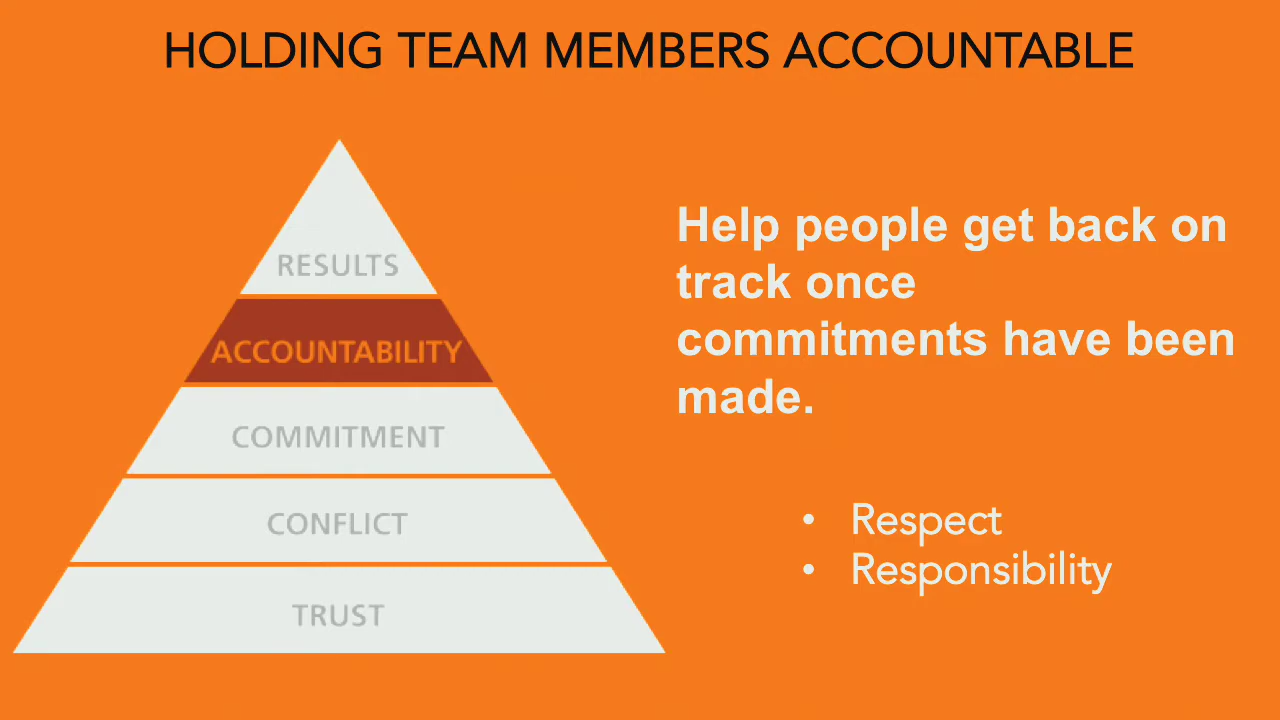 HOLDING TEAM MEMBERS ACCOUNTABLE
RESULTS
ACCOUNTABILITY
COMMITMENT
CONFLICT
TRUST
Help people get back on
track once
commitments have been
made.
• Respect
• Responsibility